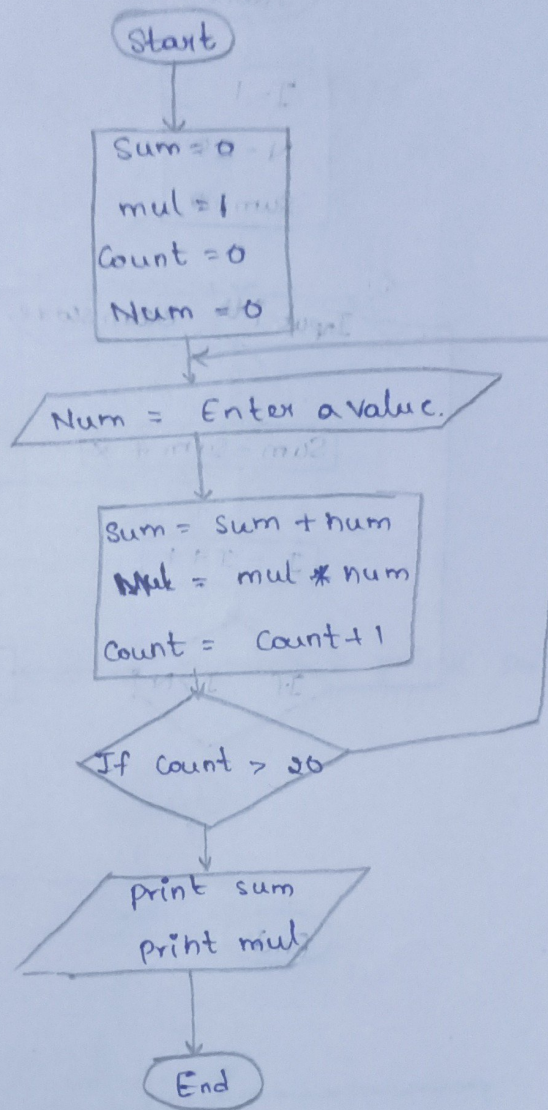 Start
Sum = 0
mul = 1
Count = 0
Num = 0
Num = Enter a value.
Sum = sum + num
Mul = mul * num
Count = Count + 1
If Count > 20
print sum
print mul
End